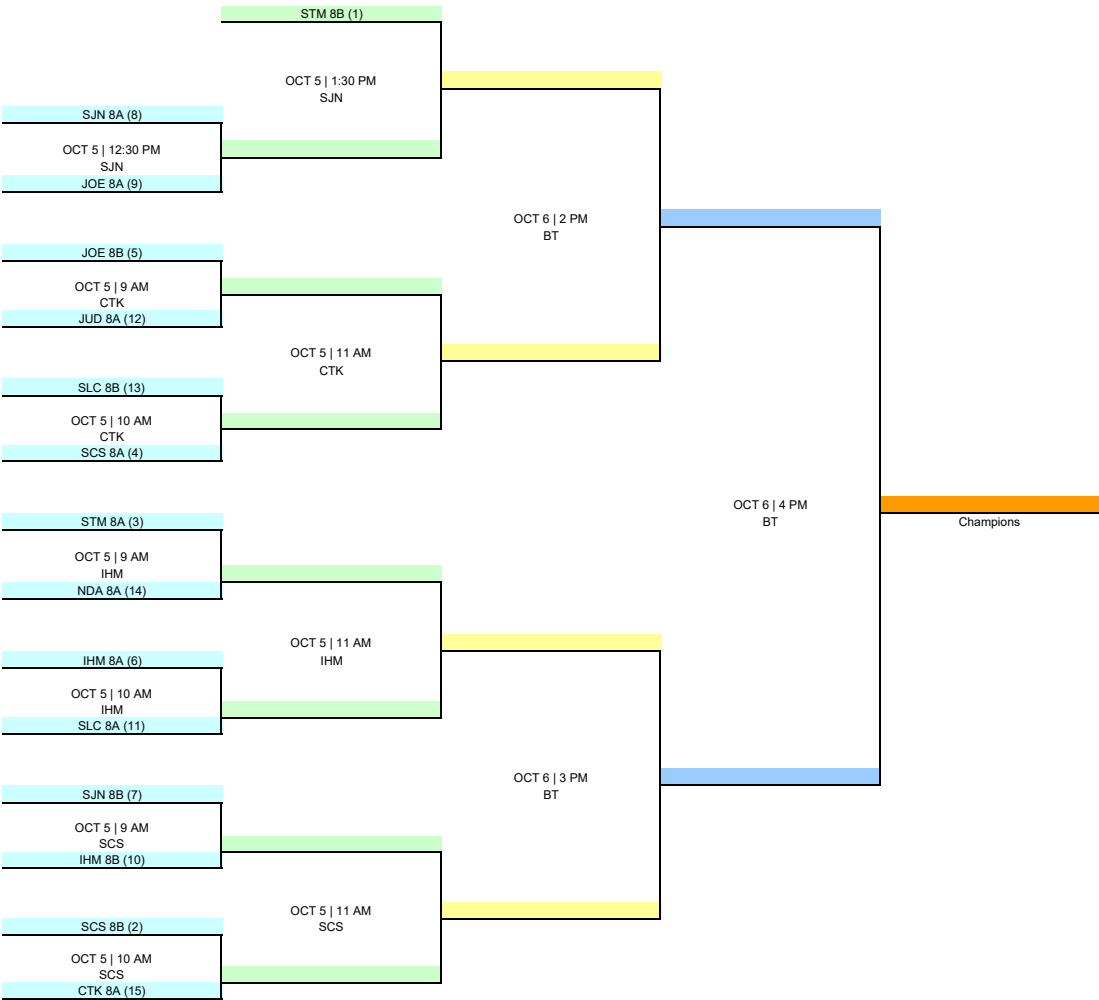 STM 8B (1)
OCT 5 | 1:30 PM
SJN
SJN 8A (8)
OCT 5 | 12:30 PM
SJN
JOE 8A (9)
OCT 6 | 2 PM
BT
JOE 8B (5)
OCT 5 | 9 AM
CTK
JUD 8A (12)
OCT 5 | 11 AM
CTK
SLC 8B (13)
OCT 5 | 10 AM
CTK
SCS 8A (4)
OCT 6 | 4 PM
BT
Champions
STM 8A (3)
OCT 5 | 9 AM
IHM
NDA 8A (14)
OCT 5 | 11 AM
IHM
IHM 8A (6)
OCT 5 | 10 AM
IHM
SLC 8A (11)
OCT 6 | 3 PM
BT
SJN 8B (7)
OCT 5 | 9 AM
SCS
IHM 8B (10)
OCT 5 | 11 AM
SCS
SCS 8B (2)
OCT 5 | 10 AM
SCS
CTK 8A (15)